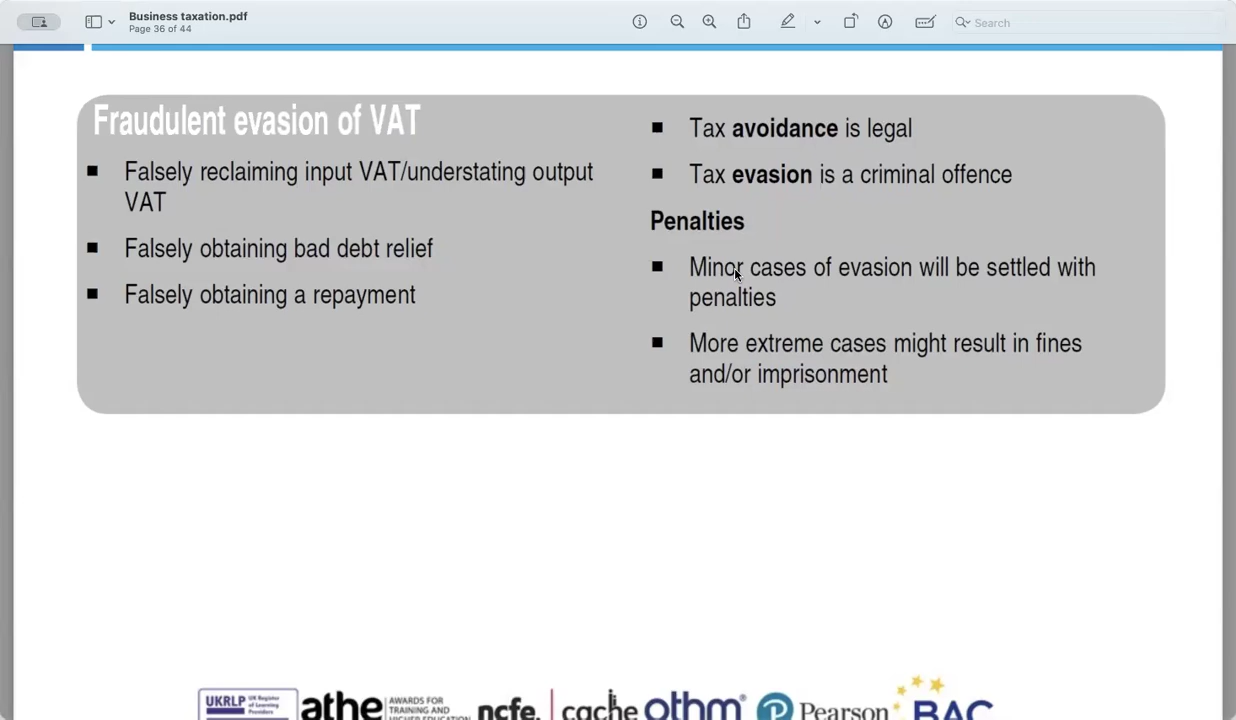 Business taxation.pdf
Page 36 of 44
Search
Fraudulent evasion of VAT
■ Falsely reclaiming input VAT/understating output
VAT
■ Falsely obtaining bad debt relief
■ Falsely obtaining a repayment
■ Tax avoidance is legal
■ Tax evasion is a criminal offence
Penalties
■ Minor cases of evasion will be settled with
penalties
■ More extreme cases might result in fines
and/or imprisonment
UKRLP
UK Register
of Learning
Providers
athe
AWARDS FOR
TRAINING AND
HIGHER EDUCATION
ncfe.
cache
othm
Pearson
BAC